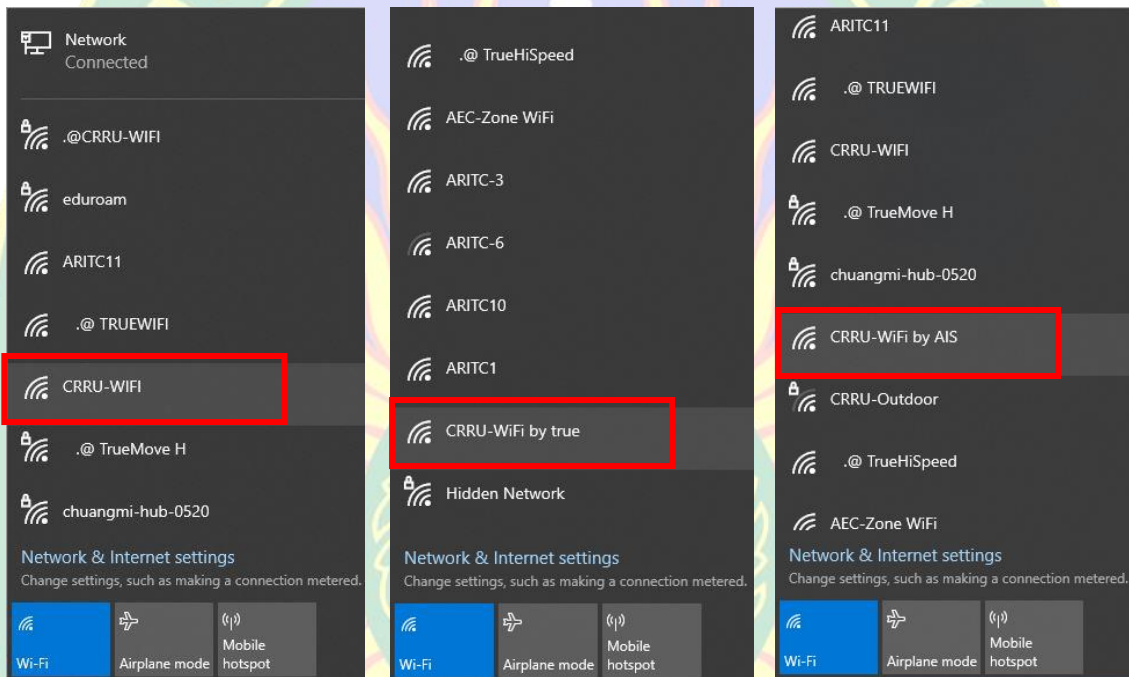 Network
Connected
.@CRRU-WIFI
eduroam
ARITC11
.@ TRUEWIFI
CRRU-WIFI
.@ TrueMove H
chuangmi-hub-0520
Network & Internet settings
Change settings, such as making a connection metered.
Wi-Fi
Airplane mode
Mobile
hotspot
.@ TrueHiSpeed
AEC-Zone WiFi
ARITC-3
ARITC-6
ARITC10
ARITC1
CRRU-WiFi by true
Hidden Network
Network & Internet settings
Change settings, such as making a connection metered.
Wi-Fi
Airplane mode
Mobile
hotspot
ARITC11
.@ TRUEWIFI
CRRU-WIFI
.@ TrueMove H
chuangmi-hub-0520
CRRU-WiFi by AIS
CRRU-Outdoor
.@ TrueHiSpeed
AEC-Zone WiFi
Network & Internet settings
Change settings, such as making a connection metered.
Wi-Fi
Airplane mode
Mobile
hotspot